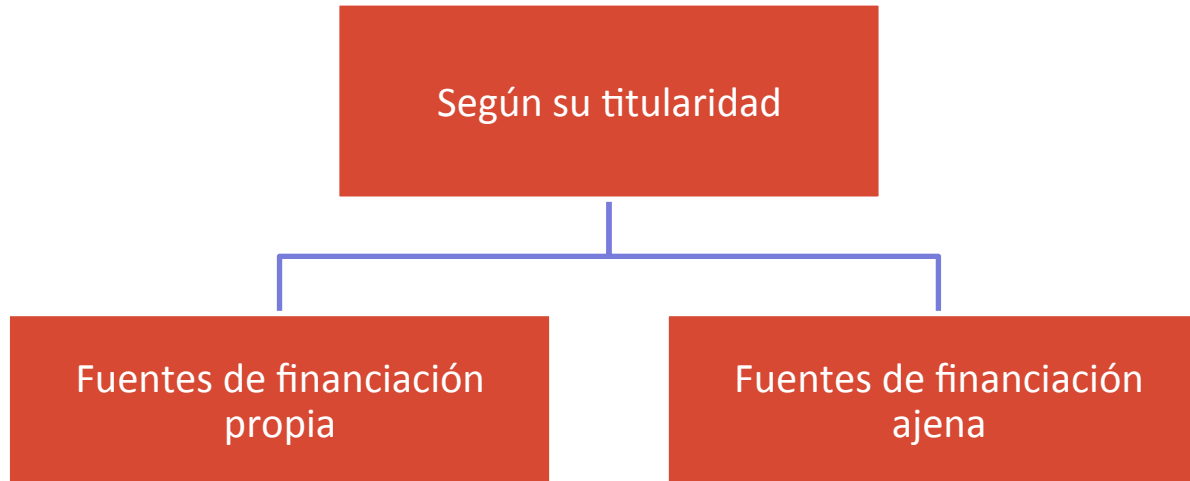 Según su titularidad
Fuentes de financiación
propia
Fuentes de financiación
ajena